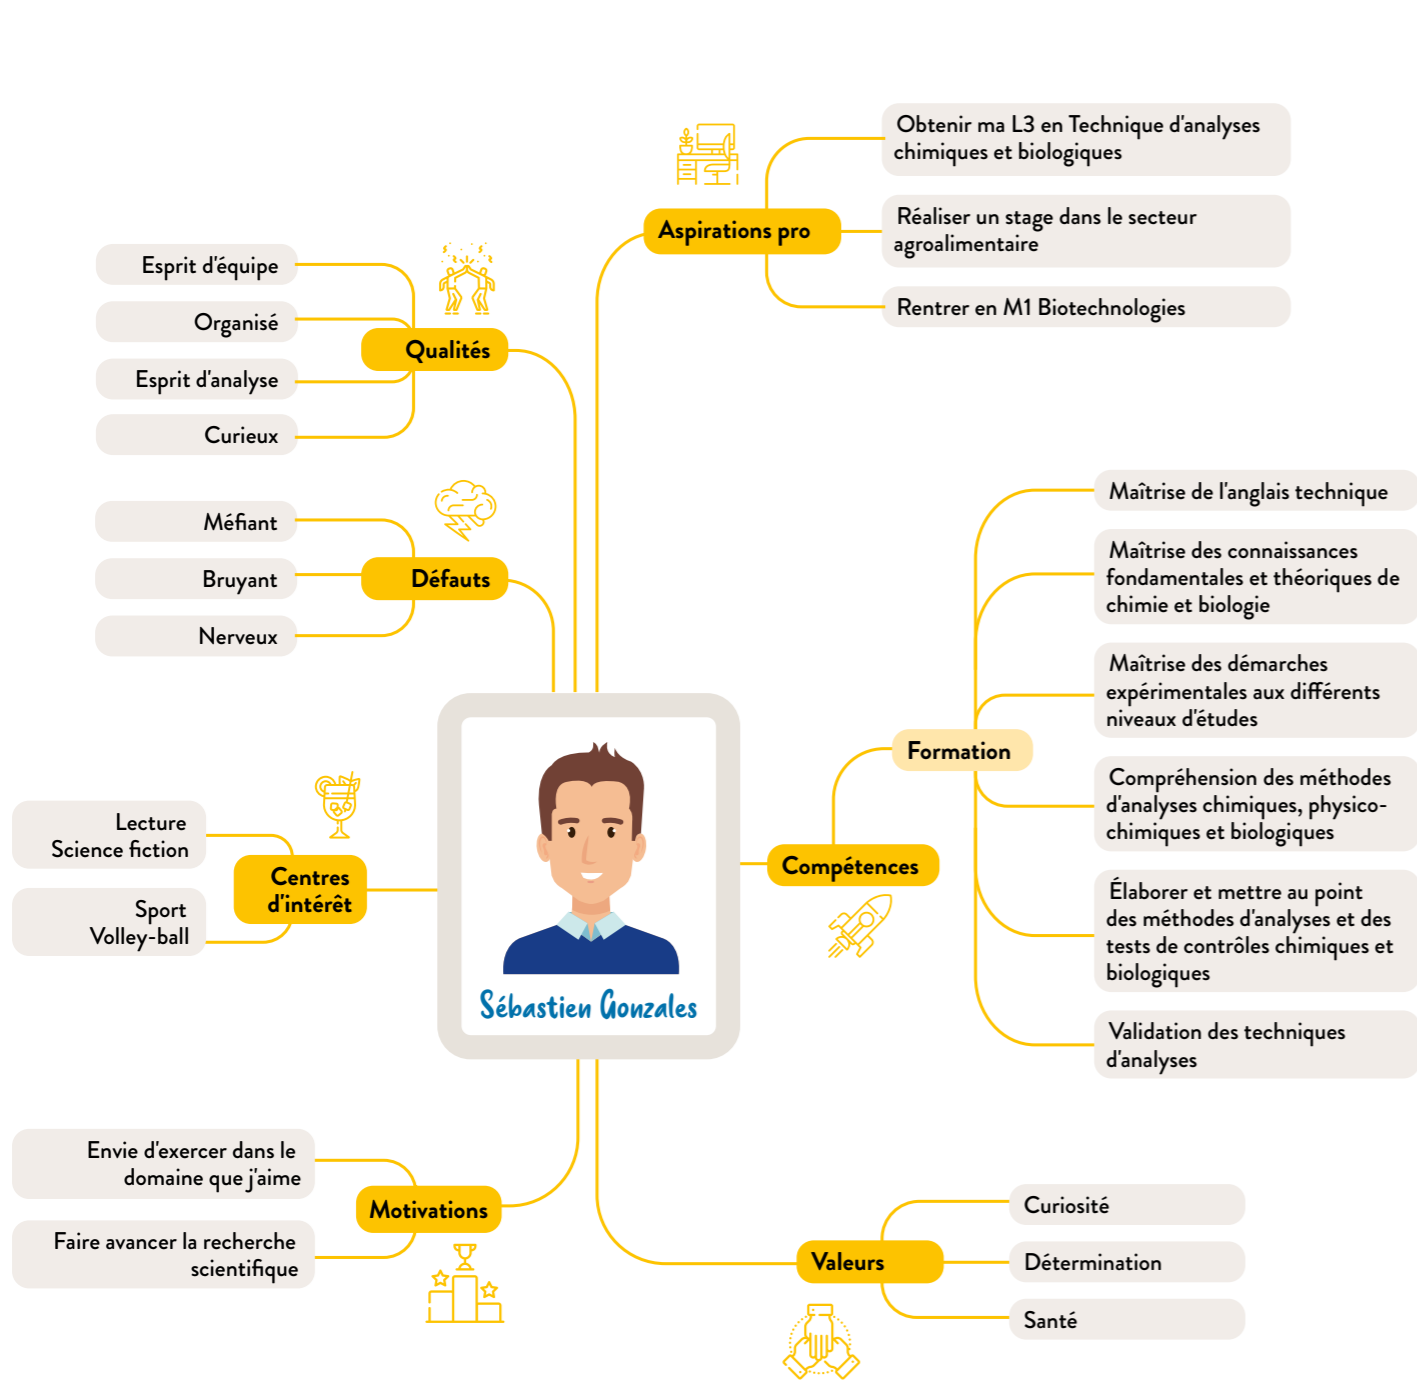 Aspirations pro
Obtenir ma L3 en Technique d'analyses
chimiques et biologiques
Réaliser un stage dans le secteur
agroalimentaire
Rentrer en M1 Biotechnologies
Qualités
Esprit d'équipe
Organisé
Esprit d'analyse
Curieux
Défauts
Méfiant
Bruyant
Nerveux
Centres
d'intérêt
Lecture
Science fiction
Sport
Volley-ball
Sébastien Gonzales
Compétences
Formation
Maîtrise de l'anglais technique
Maîtrise des connaissances
fondamentales et théoriques de
chimie et biologie
Maîtrise des démarches
expérimentales aux différents
niveaux d'études
Compréhension des méthodes
d'analyses chimiques, physico-
chimiques et biologiques
Élaborer et mettre au point
des méthodes d'analyses et des
tests de contrôles chimiques et
biologiques
Validation des techniques
d'analyses
Motivations
Envie d'exercer dans le
domaine que j'aime
Faire avancer la recherche
scientifique
Valeurs
Curiosité
Détermination
Santé